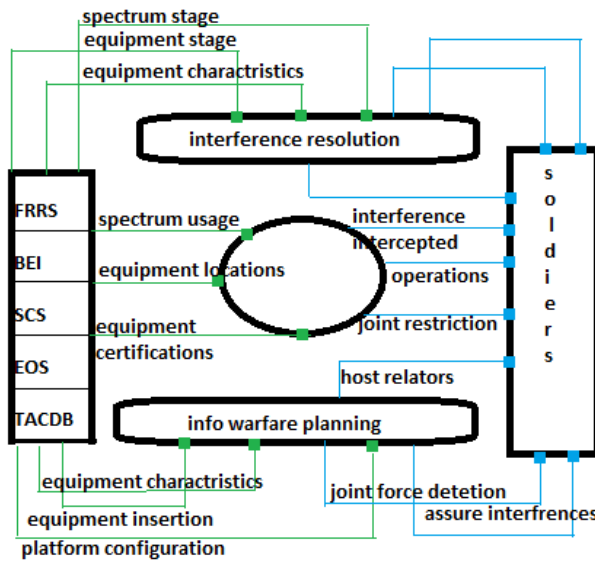 spectrum stage
equipment stage
equipment charactristics
interference resolution
soldiers
FRRS
BEI
SCS
EOS
TACDB
spectrum usage
equipment locations
equipment
certifications
interference
intercepted
operations
joint restriction
host relators
info warfare planning
equipment charactristics
equipment insertion
platform configuration
joint force detetion
assure interfrences